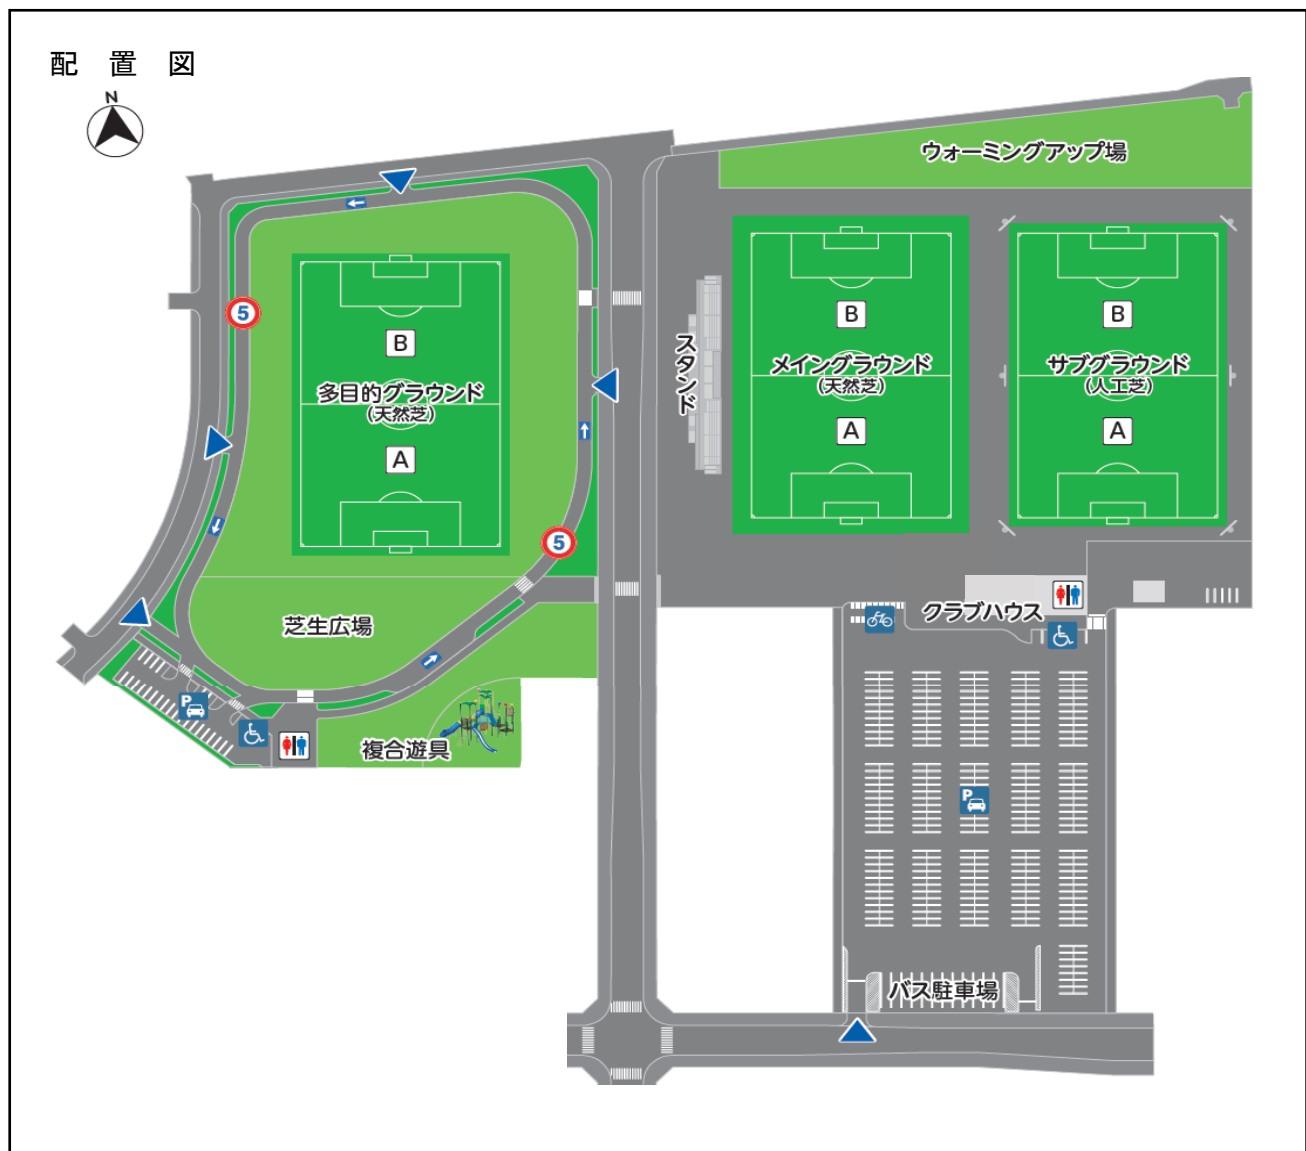 配置図
N
ウォーミングアップ場
5
B
多目的グラウンド
(天然芝)
A
5
スタンド
B
メイングラウンド
(天然芝)
A
B
サブグラウンド
(人工芝)
A
芝生広場
クラブハウス
P
複合遊具
P
バス駐車場